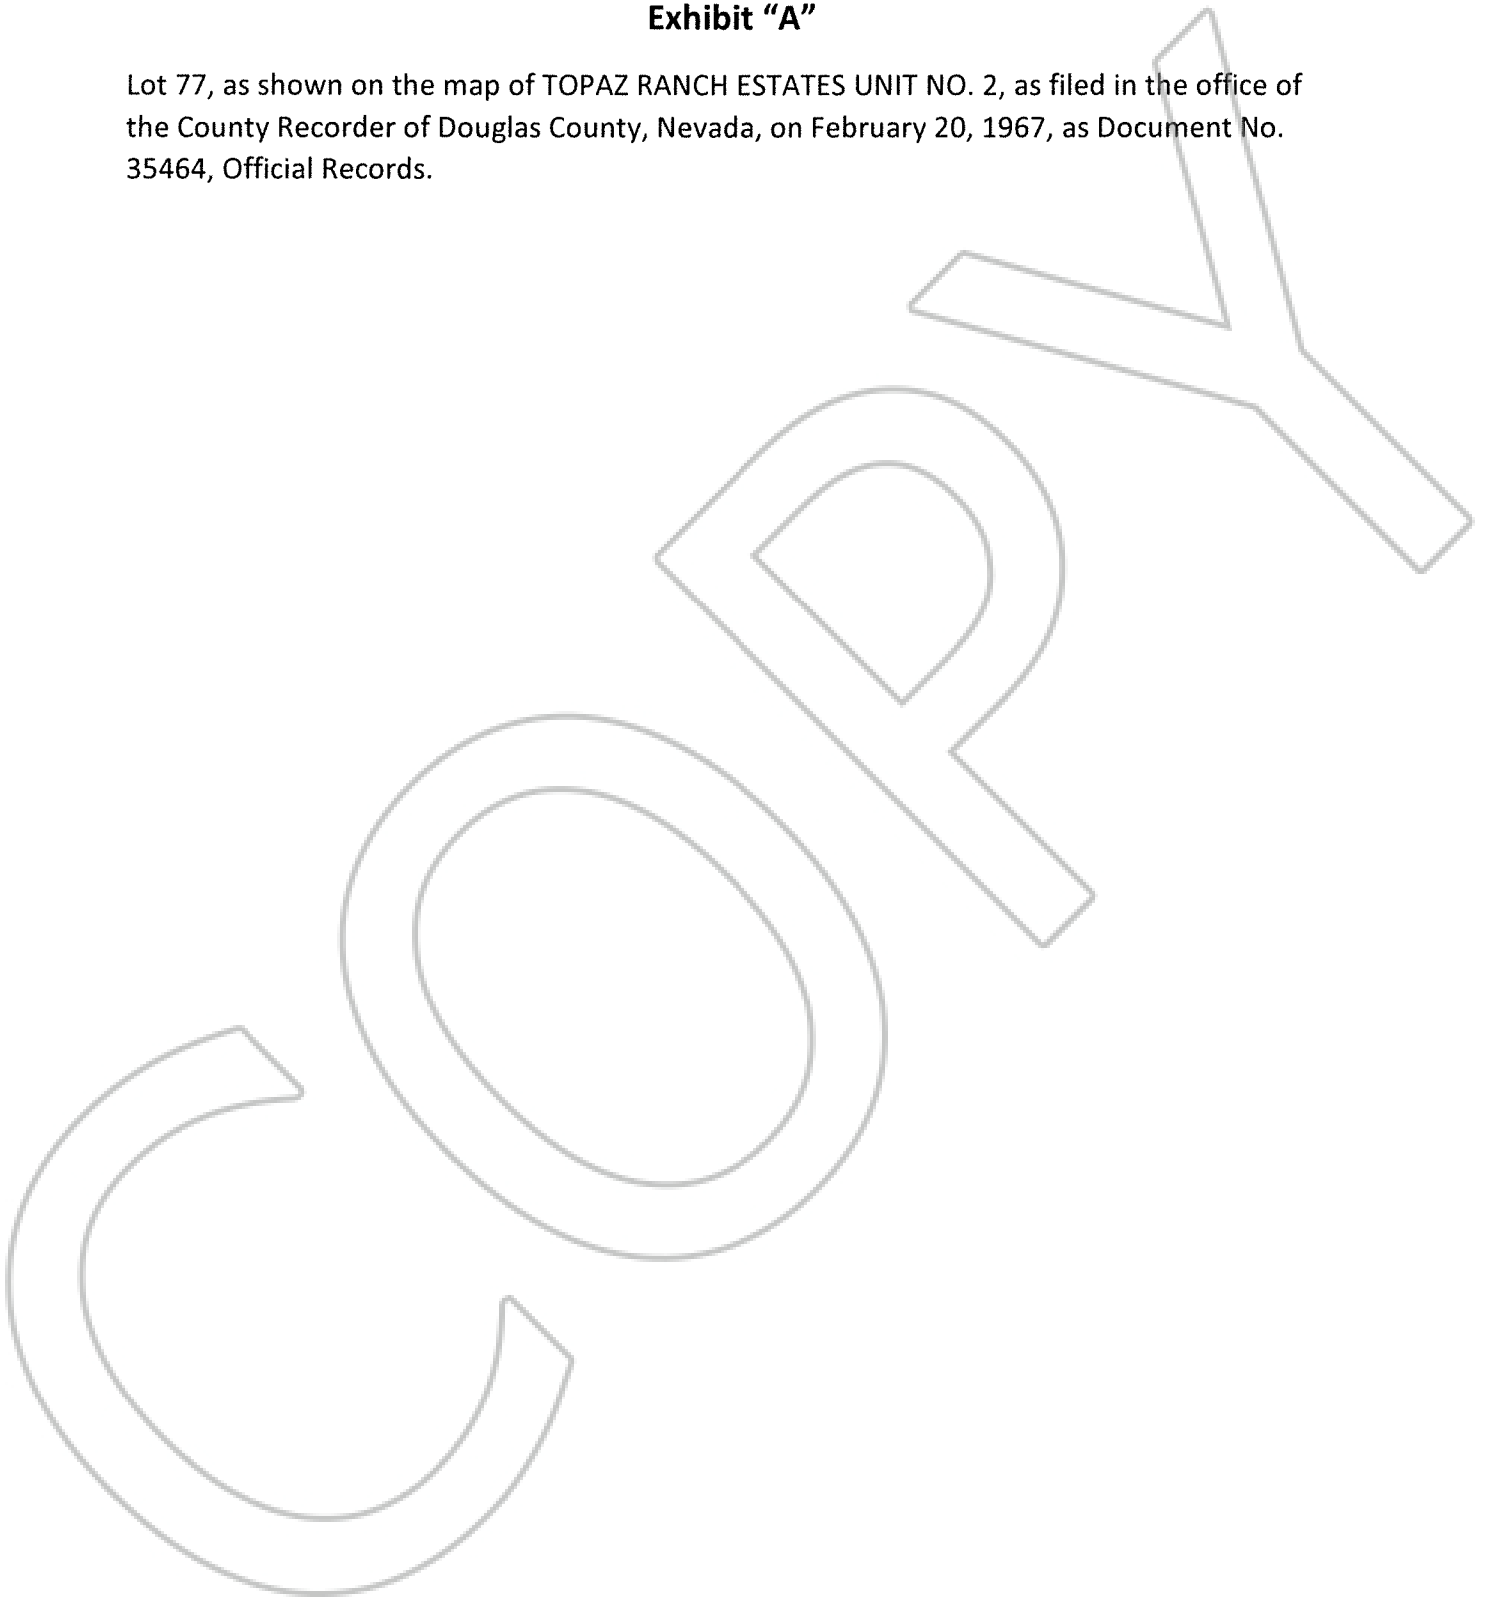 Exhibit “A”
Lot 77, as shown on the map of TOPAZ RANCH ESTATES UNIT NO. 2, as filed in the office of
the County Recorder of Douglas County, Nevada, on February 20, 1967, as Document No.
35464, Official Records.
COPY